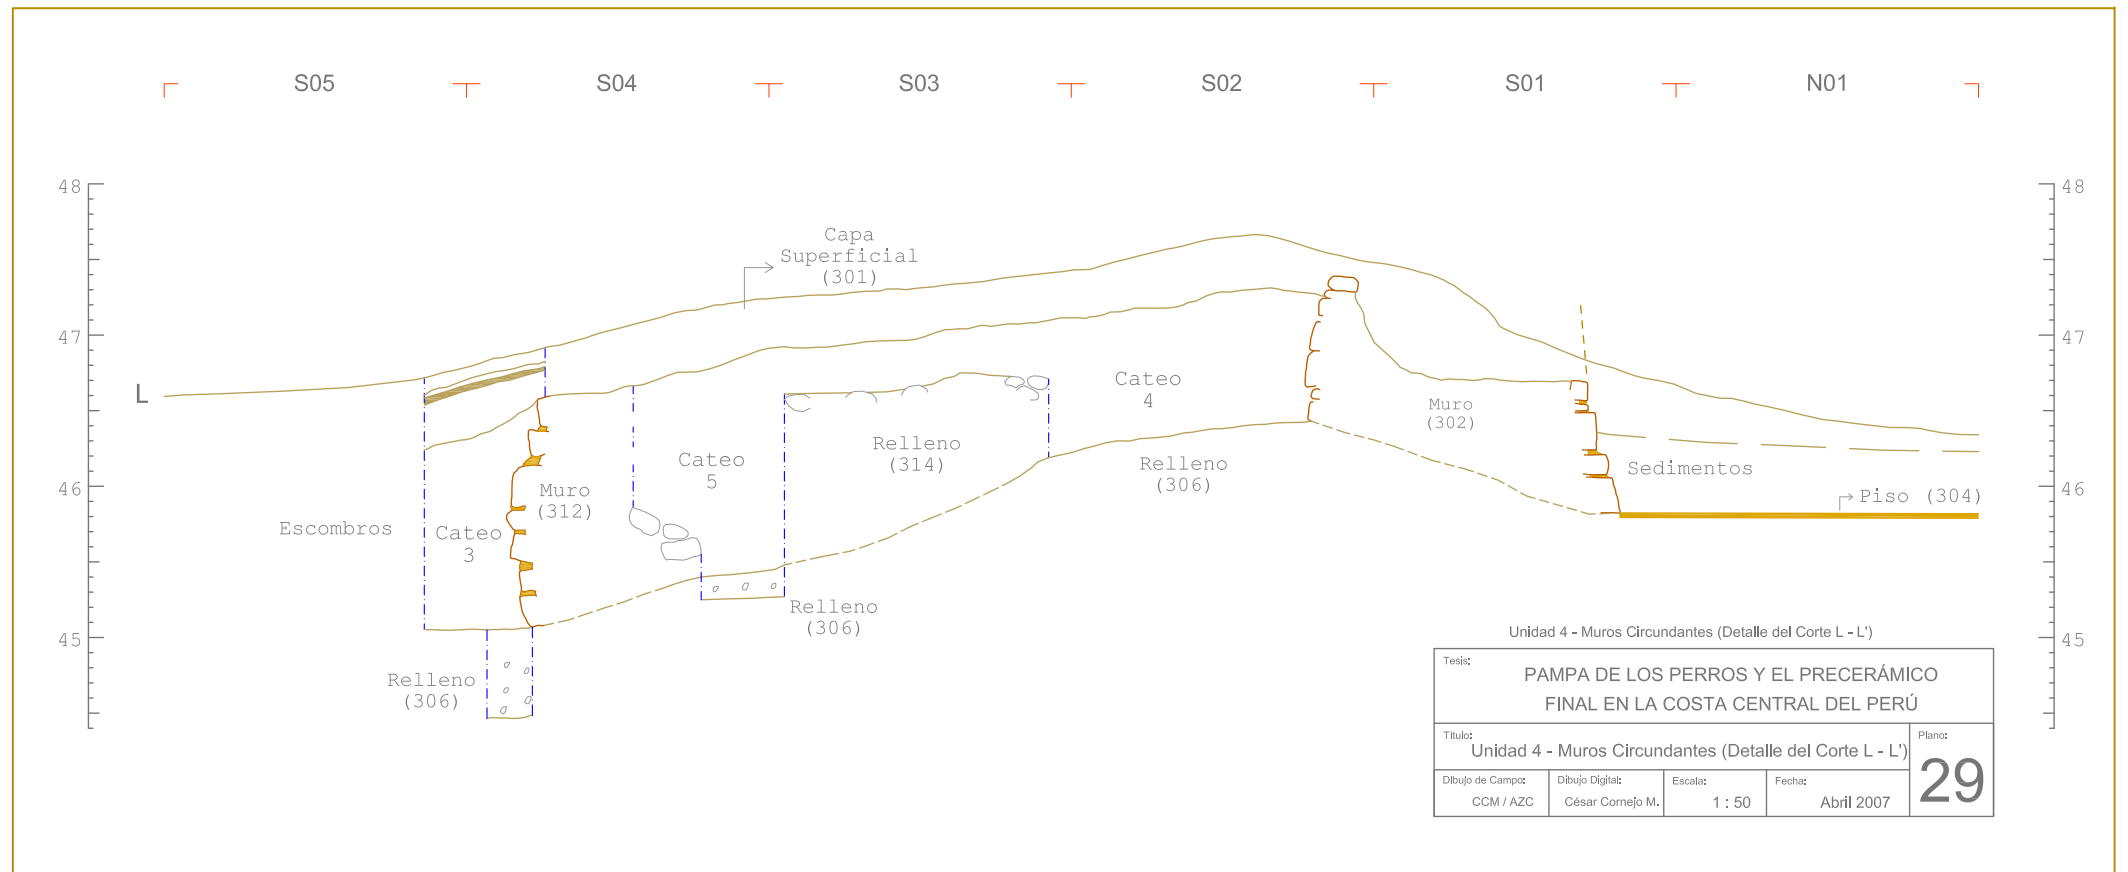 S05 S04 S03 S02 S01 N01
48 48
Capa
Superficial
(301)
47 47
L
Cateo
4
Muro
(302)
Relleno
(314)
Cateo
5
Relleno
(306)
Sedimentos
46 46
Muro
(312)
Piso (304)
Escombros
Cateo
3
Relleno
(306)
45 45
Relleno
(306)
Unidad 4 - Muros Circundantes (Detalle del Corte L - L')
Tesis:
PAMPA DE LOS PERROS Y EL PRECERÁMICO
FINAL EN LA COSTA CENTRAL DEL PERÚ
Título:
Unidad 4 - Muros Circundantes (Detalle del Corte L - L')
Plano:
29
Dibujo de Campo:
CCM / AZC
Dibujo Digital:
César Cornejo M.
Escala:
1 : 50
Fecha:
Abril 2007